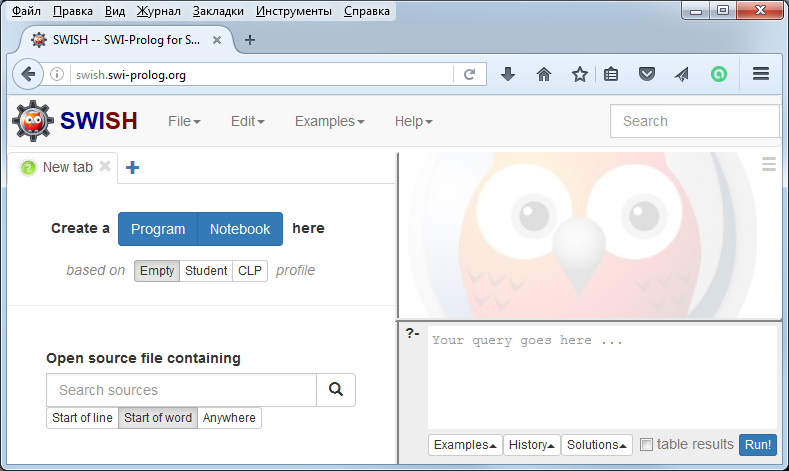 Файл Правка Вид Журнал Закладки Инструменты Справка
SWISH -- SWI-Prolog for S...
swish.swi-prolog.org
SWISH File Edit Examples Help Search
New tab
Create a Program Notebook here
based on Empty Student CLP profile
Open source file containing
Search sources
Start of line Start of word Anywhere
?- Your query goes here ...
Examples History Solutions table results Run!